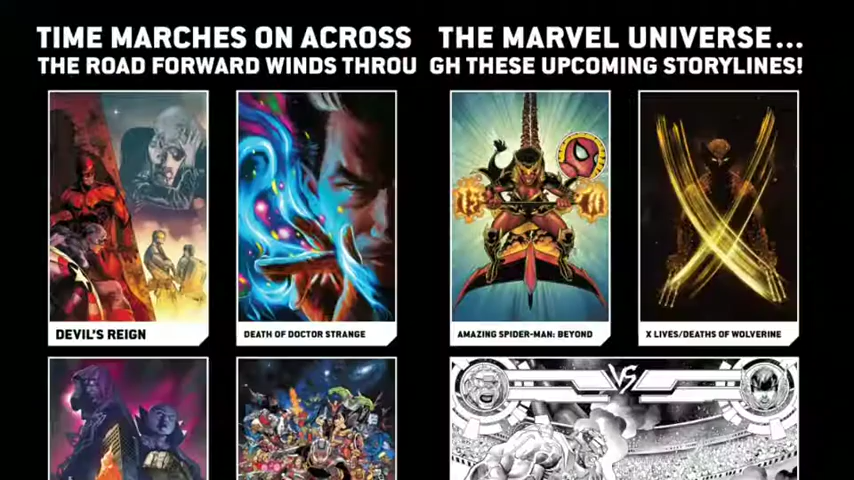 TIME MARCHES ON ACROSS THE MARVEL UNIVERSE...
THE ROAD FORWARD WINDS THROU GH THESE UPCOMING STORYLINES!
DEVIL'S REIGN
DEATH OF DOCTOR STRANGE
AMAZING SPIDER-MAN: BEYOND
X LIVES/DEATHS OF WOLVERINE
VS